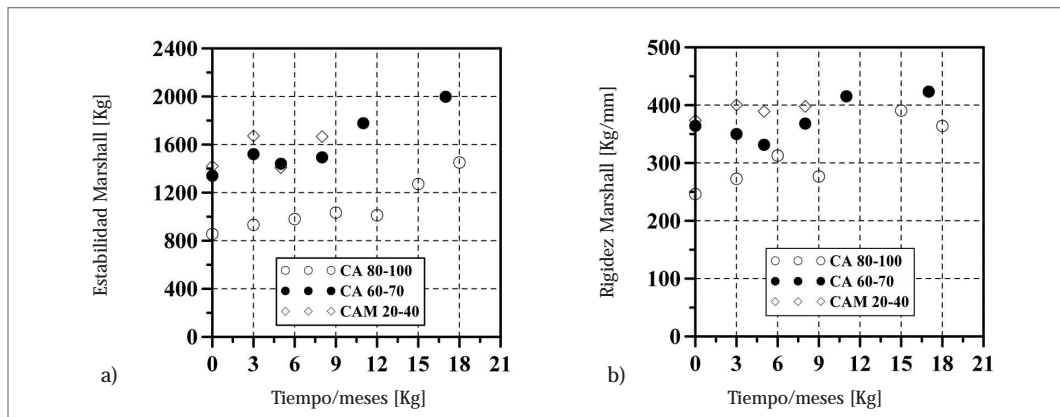 2400
2000
1600
1200
800
400
0
Estabilidad Marshall [Kg]
CA 80-100
CA 60-70
CAM 20-40
0 3 6 9 12 15 18 21
a) Tiempo/meses [Kg]
500
400
300
200
100
0
Rigidez Marshall [Kg/mm]
CA 80-100
CA 60-70
CAM 20-40
0 3 6 9 12 15 18 21
b) Tiempo/meses [Kg]